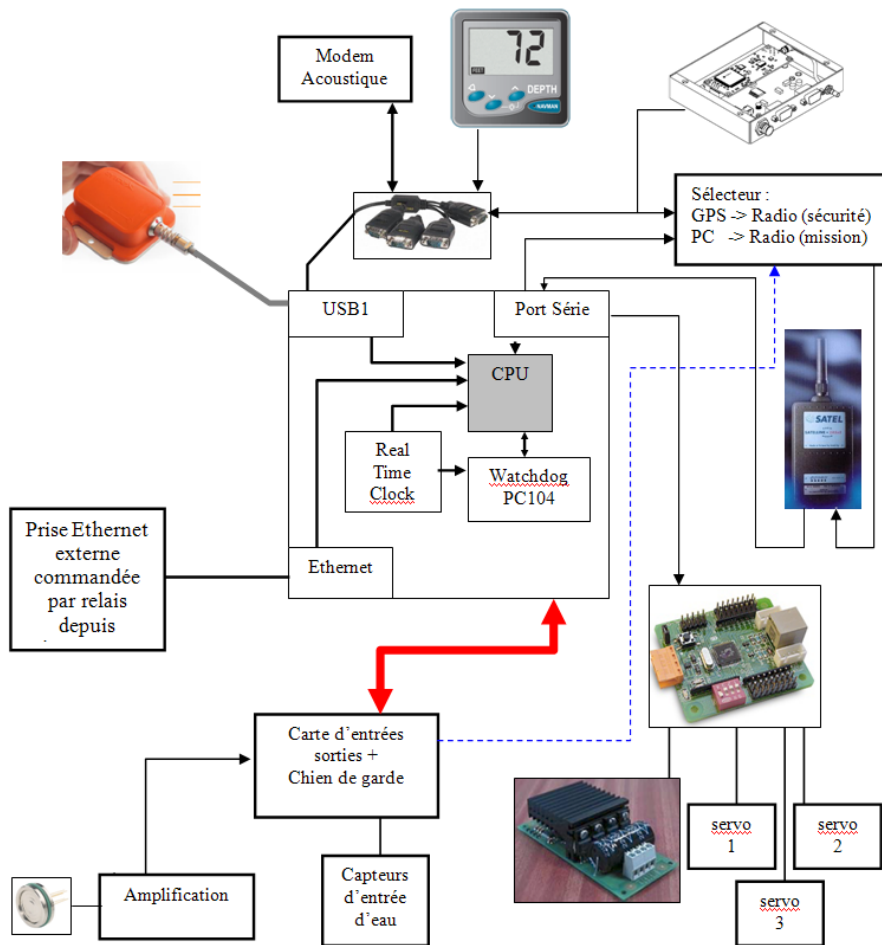 Modem
Acoustique
72
FEET
DEPTH
NAVMAN
Sélecteur :
GPS -> Radio (sécurité)
PC -> Radio (mission)
USB1
Port Série
CPU
SATEL
Real
Time
Clock
Watchdog
PC104
Prise Ethernet
externe
commandée
par relais
depuis
Ethernet
Carte d’entrées
sorties +
Chien de garde
servo
1
servo
2
servo
3
Amplification
Capteurs
d’entrée
d’eau